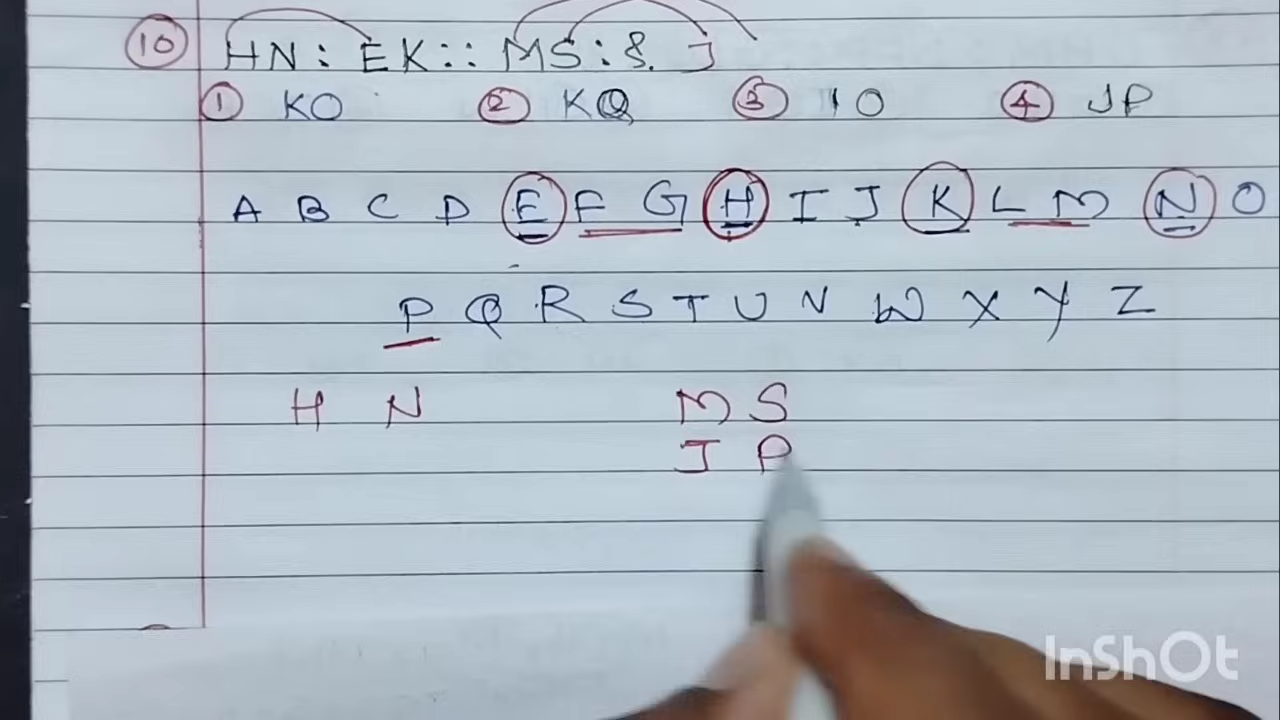 10 HN : EK :: MS : ? J
1 KO 2 KQ 3 IO 4 JP
A B C D E F G H I J K L M N O
P Q R S T U V W X Y Z
H N M S
J P
InShOt